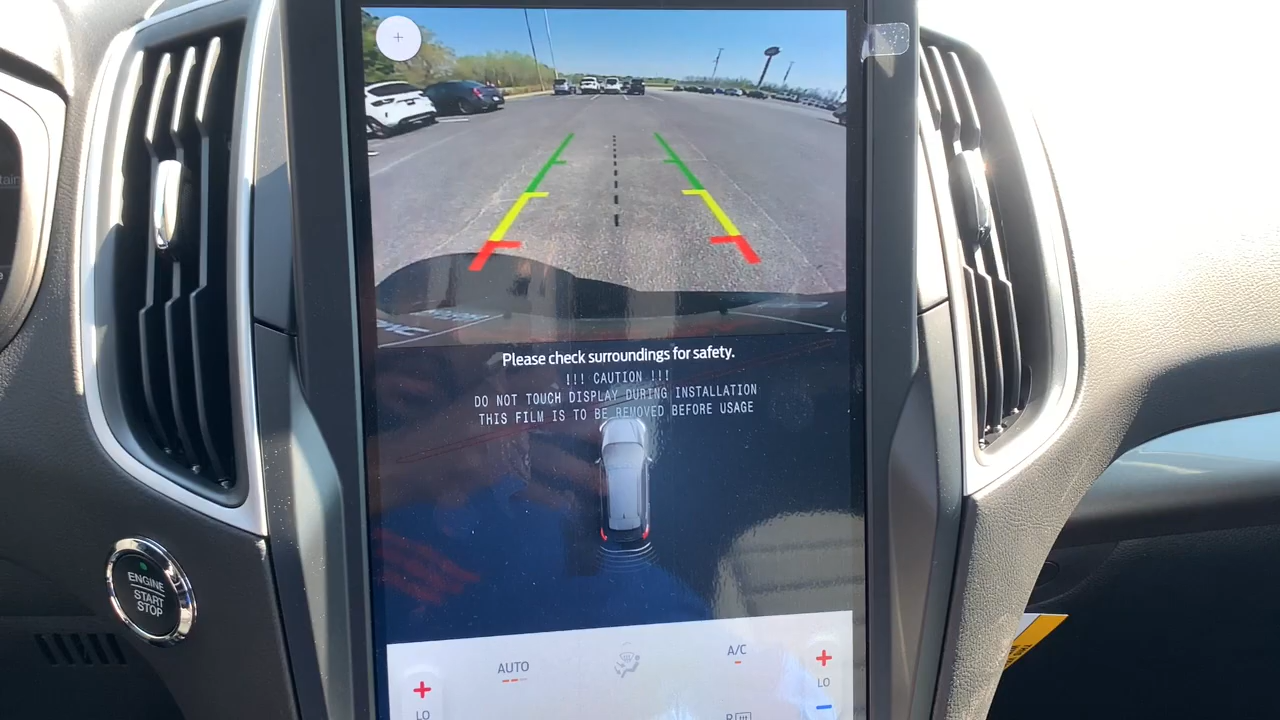 Please check surroundings for safety.
!!! CAUTION !!!
DO NOT TOUCH DISPLAY DURING INSTALLATION
THIS FILM IS TO BE REMOVED BEFORE USAGE
ENGINE
START
STOP
AUTO
A/C
LO
LO
R